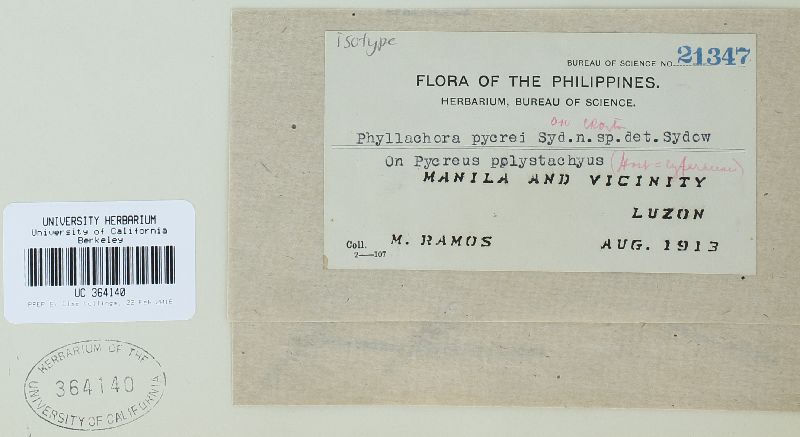 isotype
BUREAU OF SCIENCE NO. 21347
FLORA OF THE PHILIPPINES.
HERBARIUM, BUREAU OF SCIENCE.
on
Phyllachora pycrei Syd.n.sp.det.Sydow
On Pycreus polystachyus (Host =
MANILA AND VICINITY
LUZON
Coll. M. RAMOS AUG. 1913
2—107
UNIVERSITY HERBARIUM
University of California
Berkeley
UC 364140
HERBARIUM OF THE
364140
UNIVERSITY OF CALIFORNIA